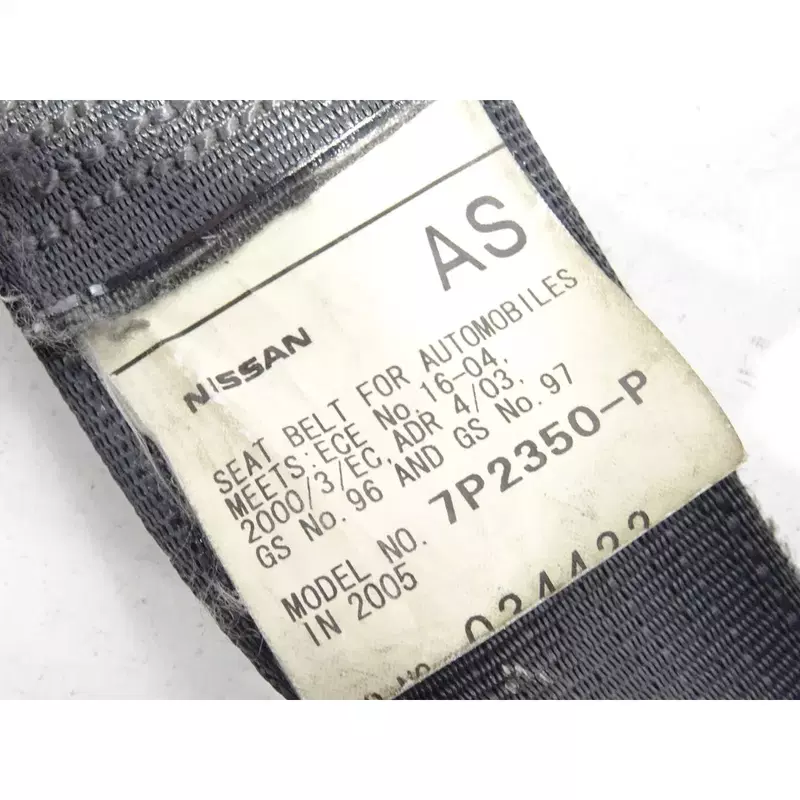 AS
NISSAN
SEAT BELT FOR AUTOMOBILES
MEETS:ECE No.16-04,
2000/3/EC,ADR 4/03,
GS No.96 AND GS No.97
MODEL NO. 7P2350-P
IN 2005